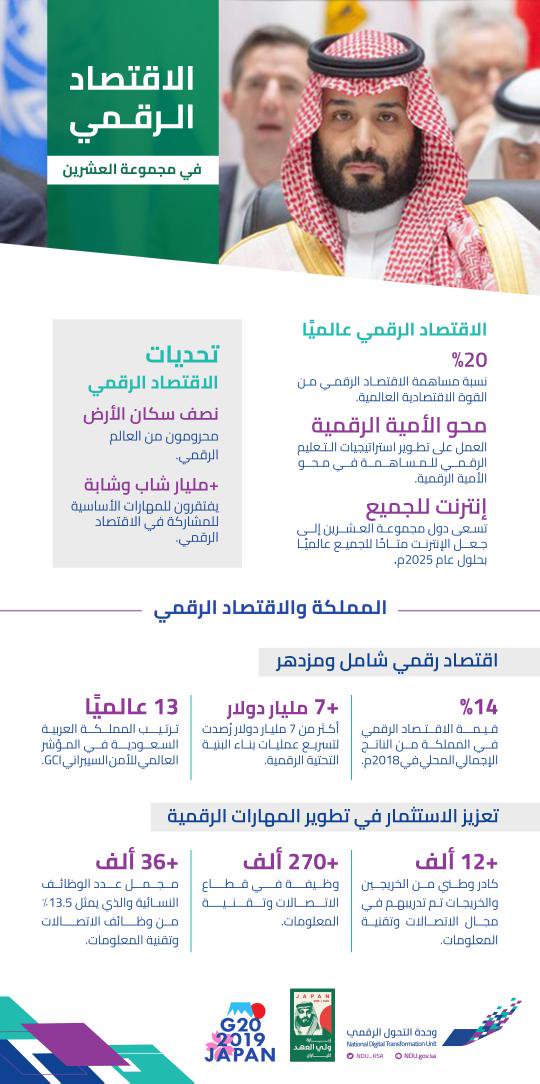 الاقتصاد
الرقمي
في مجموعة العشرين
الاقتصاد الرقمي عالميًا
%20
نسبة مساهمة الاقتصاد الرقمي من
القوة الاقتصادية العالمية.
محو الأمية الرقمية
العمل على تطوير استراتيجيات التعليم
الرقمي للمساهمة في محو
الأمية الرقمية.
إنترنت للجميع
تسعى دول مجموعة العشرين إلى
جعل الإنترنت متاحًا للجميع عالميًا
بحلول عام 2025م.
تحديات
الاقتصاد الرقمي
نصف سكان الأرض
محرومون من العالم
الرقمي.
+مليار شاب وشابة
يفتقرون للمهارات الأساسية
للمشاركة في الاقتصاد
الرقمي.
المملكة والاقتصاد الرقمي
اقتصاد رقمي شامل ومزدهر
%14
قيمة الاقتصاد الرقمي
في المملكة من الناتج
الإجمالي المحلي في 2018م.
+7 مليار دولار
أكثر من 7 مليار دولار رُصدت
لتسريع عمليات بناء البنية
التحتية الرقمية.
13 عالميًا
ترتيب المملكة العربية
السعودية في المؤشر
العالمي للأمن السيبراني GCI.
تعزيز الاستثمار في تطوير المهارات الرقمية
+12 ألف
كادر وطني من الخريجين
والخريجات تم تدريبهم في
مجال الاتصالات وتقنية
المعلومات.
+270 ألف
وظيفة في قطاع
الاتصالات وتقنية
المعلومات.
+36 ألف
مجمل عدد الوظائف
النسائية والذي يمثل 13.5٪
من وظائف الاتصالات
وتقنية المعلومات.
وحدة التحول الرقمي
National Digital Transformation Unit
NDU_KSA
NDU.gov.sa
JAPAN
زيارة
ولي العهد
لليابان
G20
2019
JAPAN